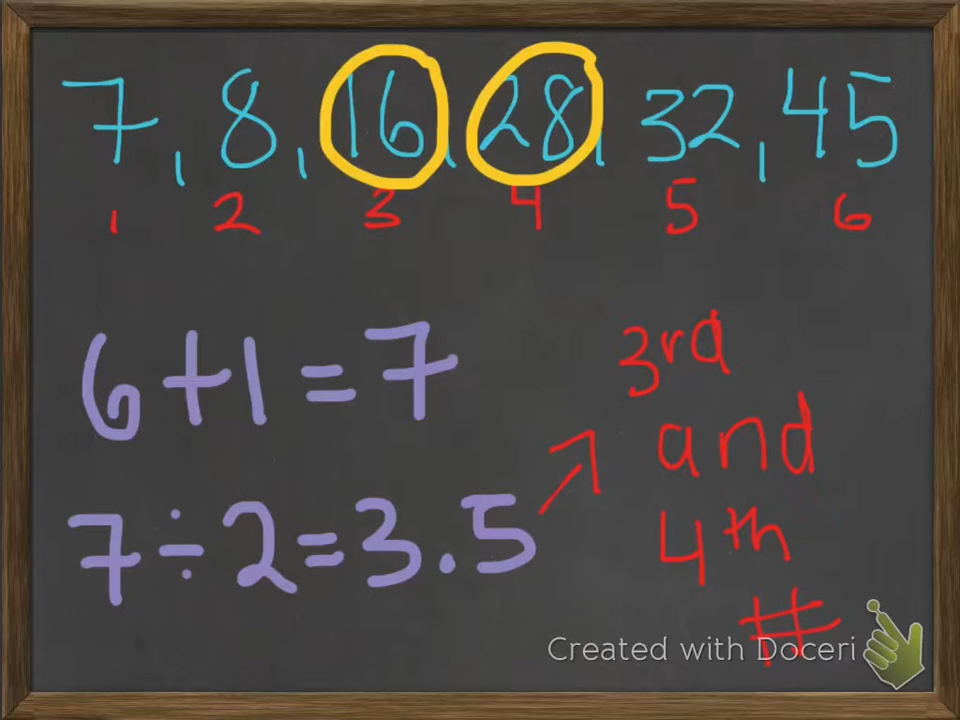 7, 8, 16, 28, 32, 45
1 2 3 4 5 6
6+1=7
7÷2=3.5
3rd
and
4th
#
Created with Doceri